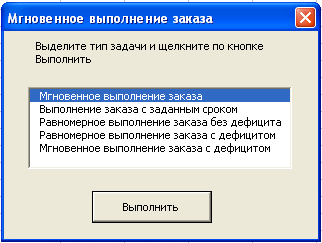 Мгновенное выполнение заказа
Выделите тип задачи и щелкните по кнопке
Выполнить
Мгновенное выполнение заказа
Выполнение заказа с заданным сроком
Равномерное выполнение заказа без дефицита
Равномерное выполнение заказа с дефицитом
Мгновенное выполнение заказа с дефицитом
Выполнить